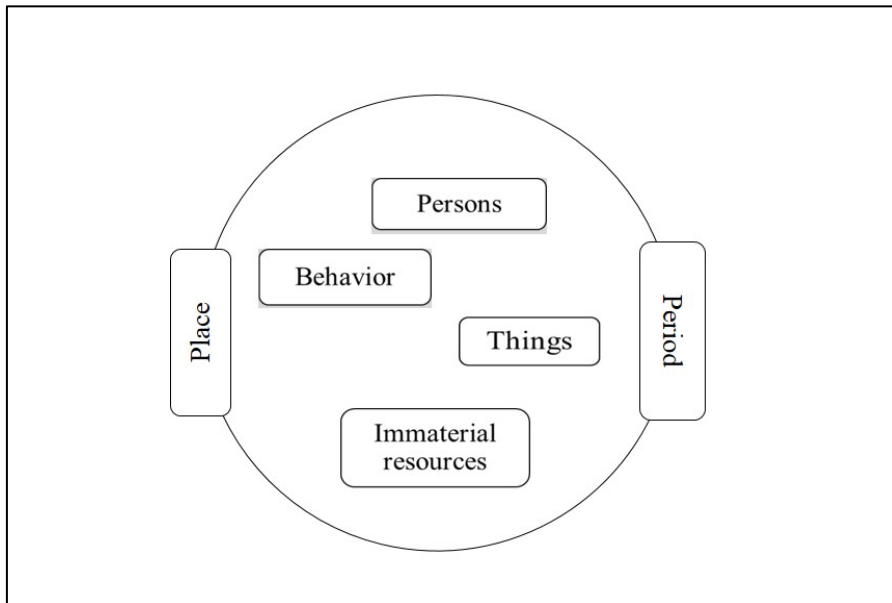 Persons
Behavior
Place
Period
Things
Immaterial
resources